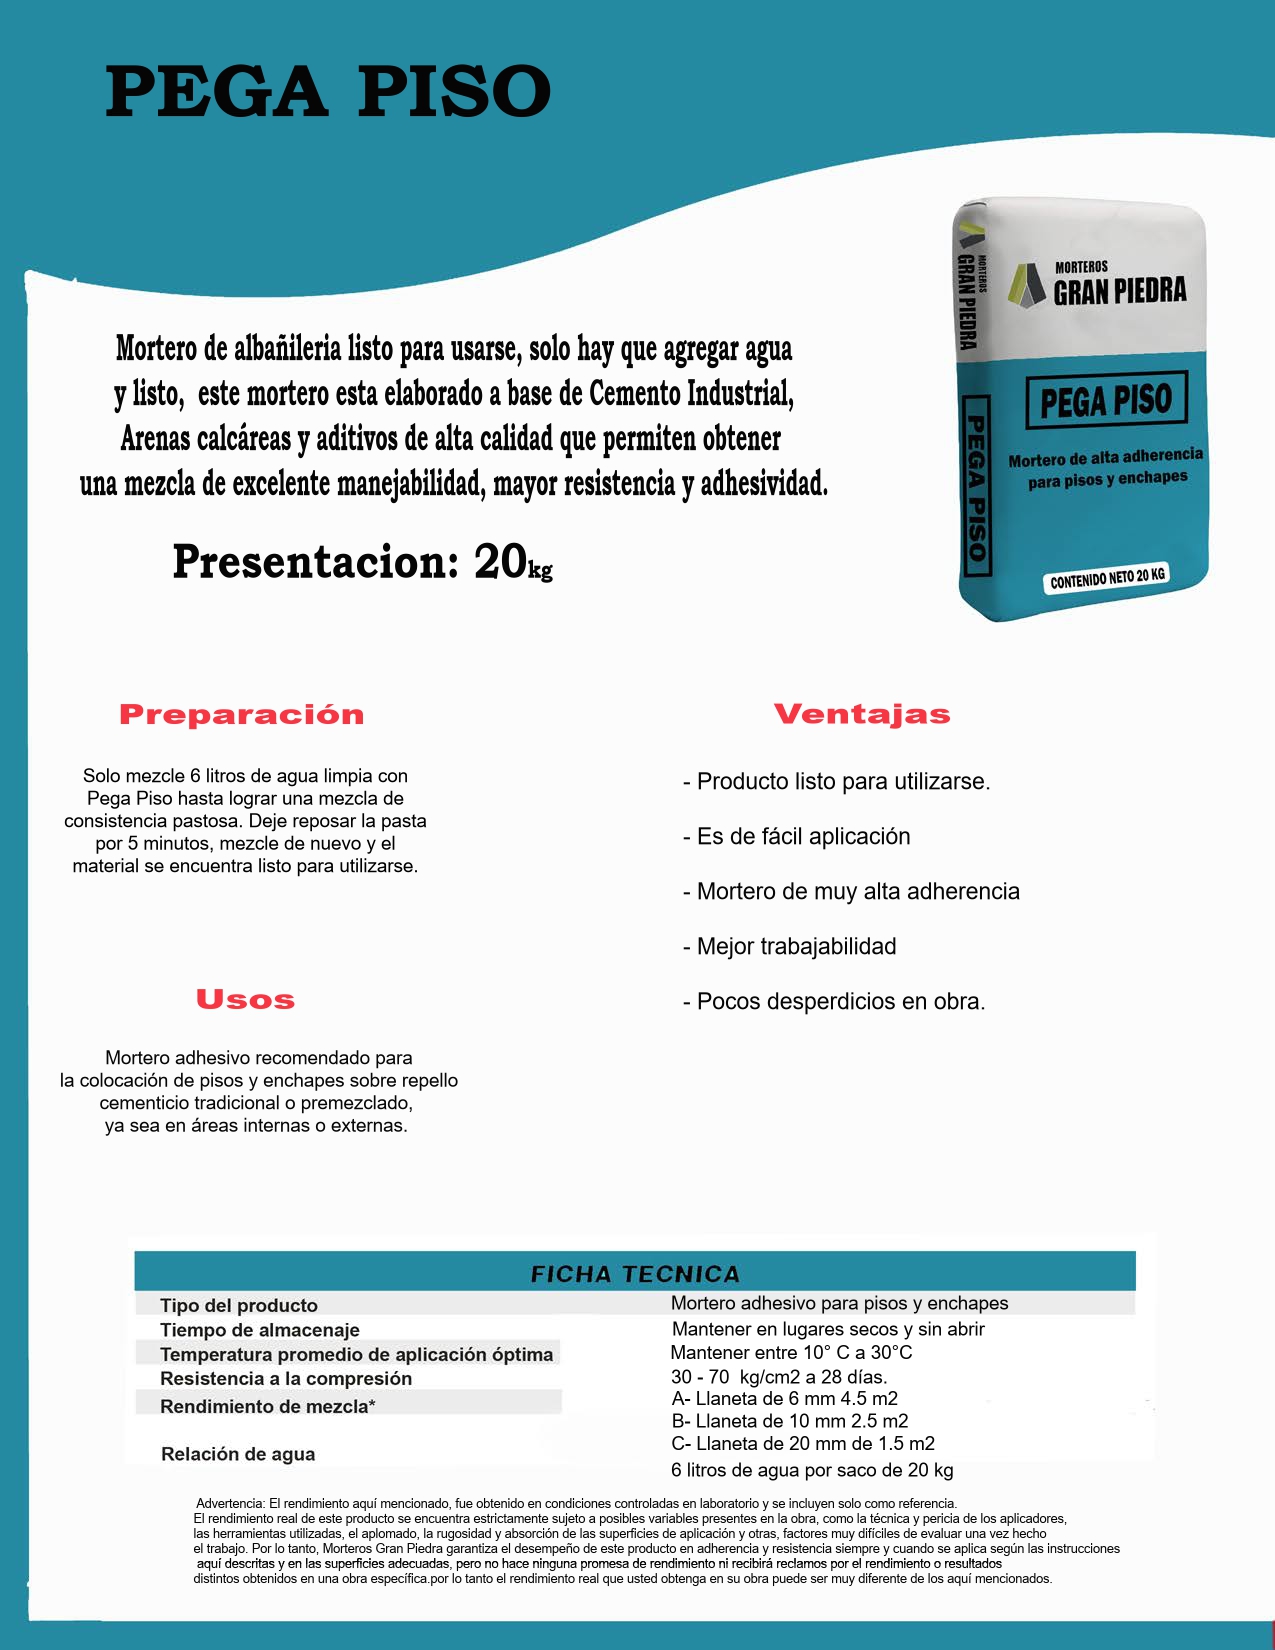 PEGA PISO
Mortero de albañileria listo para usarse, solo hay que agregar agua
y listo, este mortero esta elaborado a base de Cemento Industrial,
Arenas calcáreas y aditivos de alta calidad que permiten obtener
una mezcla de excelente manejabilidad, mayor resistencia y adhesividad.
Presentacion: 20kg
MORTEROS
GRAN PIEDRA
PEGA PISO
MORTEROS
GRAN PIEDRA
PEGA PISO
Mortero de alta adherencia
para pisos y enchapes
CONTENIDO NETO 20 KG
Preparación
Solo mezcle 6 litros de agua limpia con
Pega Piso hasta lograr una mezcla de
consistencia pastosa. Deje reposar la pasta
por 5 minutos, mezcle de nuevo y el
material se encuentra listo para utilizarse.
Usos
Mortero adhesivo recomendado para
la colocación de pisos y enchapes sobre repello
cementicio tradicional o premezclado,
ya sea en áreas internas o externas.
Ventajas
- Producto listo para utilizarse.
- Es de fácil aplicación
- Mortero de muy alta adherencia
- Mejor trabajabilidad
- Pocos desperdicios en obra.
FICHA TECNICA
Tipo del producto Mortero adhesivo para pisos y enchapes
Tiempo de almacenaje Mantener en lugares secos y sin abrir
Temperatura promedio de aplicación óptima Mantener entre 10° C a 30°C
Resistencia a la compresión 30 - 70 kg/cm2 a 28 días.
Rendimiento de mezcla* A- Llaneta de 6 mm 4.5 m2
B- Llaneta de 10 mm 2.5 m2
C- Llaneta de 20 mm de 1.5 m2
Relación de agua 6 litros de agua por saco de 20 kg
Advertencia: El rendimiento aquí mencionado, fue obtenido en condiciones controladas en laboratorio y se incluyen solo como referencia.
El rendimiento real de este producto se encuentra estrictamente sujeto a posibles variables presentes en la obra, como la técnica y pericia de los aplicadores,
las herramientas utilizadas, el aplomado, la rugosidad y absorción de las superficies de aplicación y otras, factores muy difíciles de evaluar una vez hecho
el trabajo. Por lo tanto, Morteros Gran Piedra garantiza el desempeño de este producto en adherencia y resistencia siempre y cuando se aplica según las instrucciones
aquí descritas y en las superficies adecuadas, pero no hace ninguna promesa de rendimiento ni recibirá reclamos por el rendimiento o resultados
distintos obtenidos en una obra específica.por lo tanto el rendimiento real que usted obtenga en su obra puede ser muy diferente de los aquí mencionados.